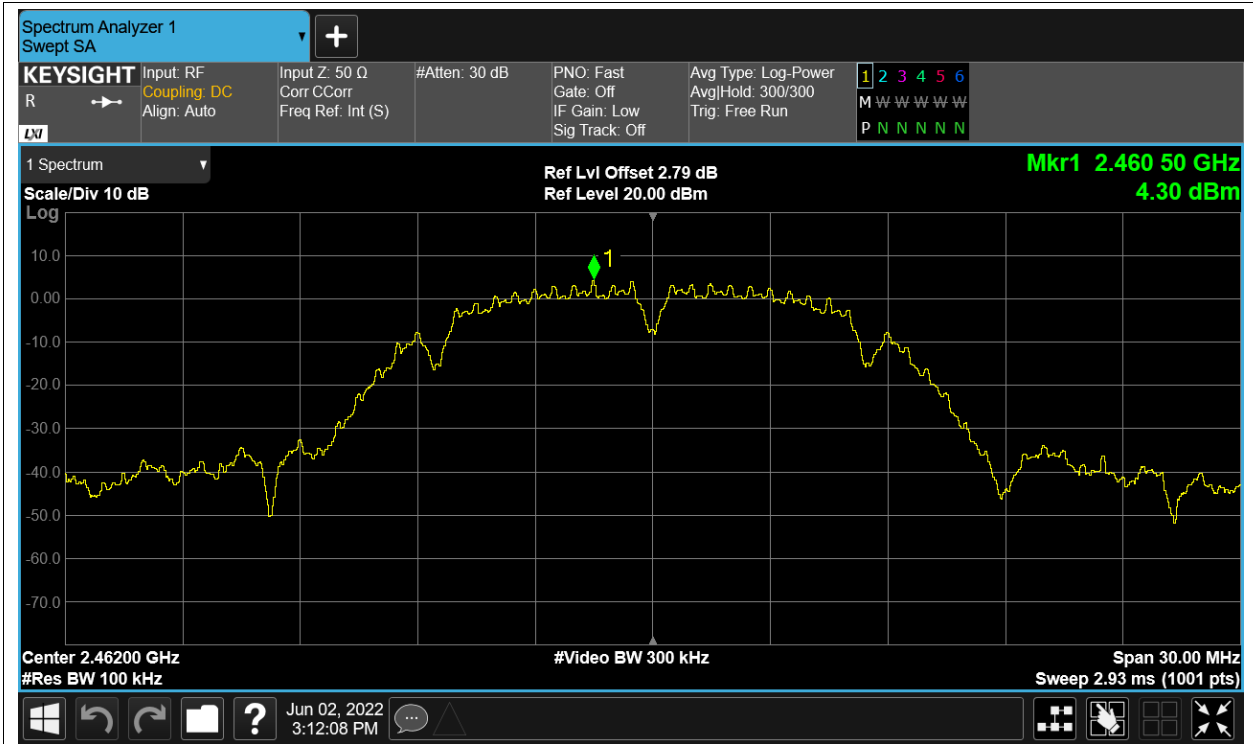 Spectrum Analyzer 1
Swept SA
KEYSIGHT
R
LXI
Input: RF
Coupling: DC
Align: Auto
Input Z: 50 Ω
Corr CCorr
Freq Ref: Int (S)
#Atten: 30 dB
PNO: Fast
Gate: Off
IF Gain: Low
Sig Track: Off
Avg Type: Log-Power
Avg|Hold: 300/300
Trig: Free Run
1 2 3 4 5 6
M W W W W W
P N N N N N
1 Spectrum
Scale/Div 10 dB
Log
Ref Lvl Offset 2.79 dB
Ref Level 20.00 dBm
Mkr1 2.460 50 GHz
4.30 dBm
1
10.0
0.00
-10.0
-20.0
-30.0
-40.0
-50.0
-60.0
-70.0
Center 2.46200 GHz
#Res BW 100 kHz
#Video BW 300 kHz
Span 30.00 MHz
Sweep 2.93 ms (1001 pts)
?
Jun 02, 2022
3:12:08 PM